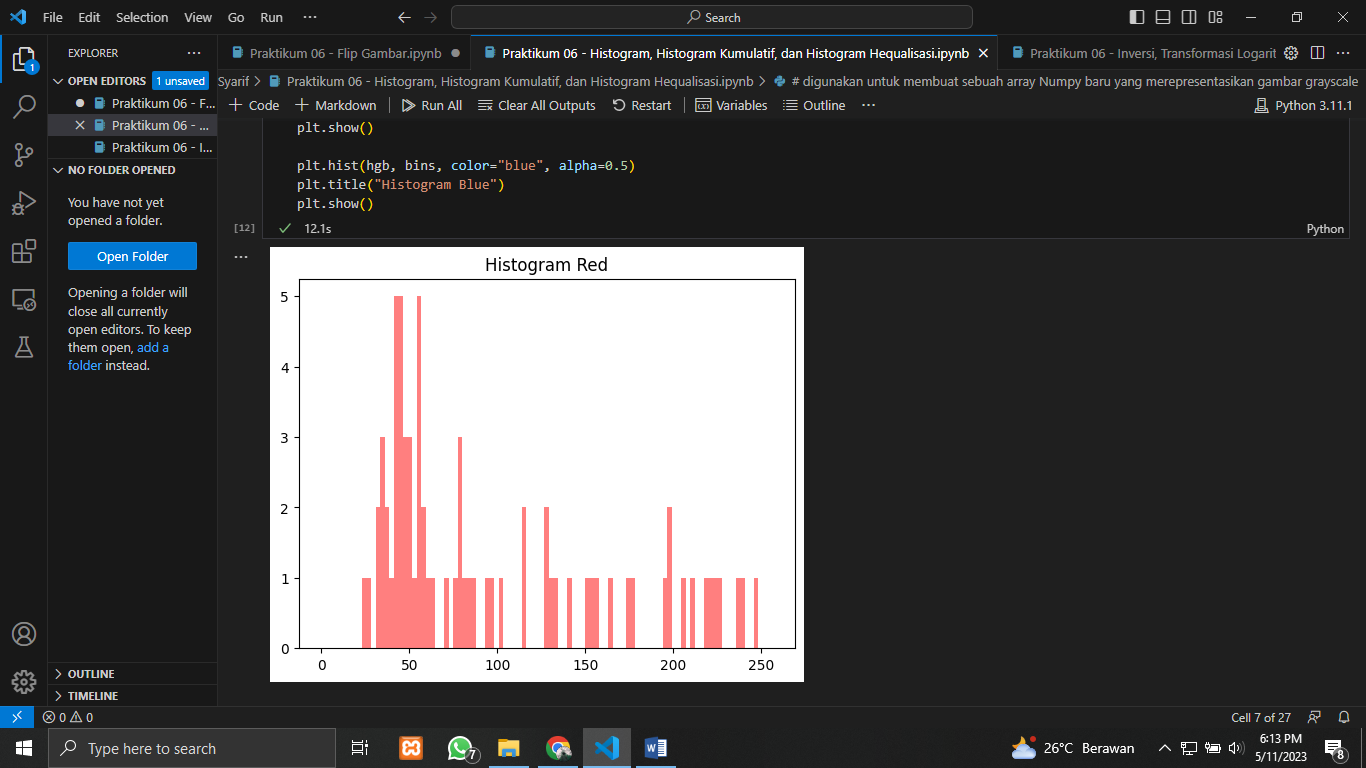 File Edit Selection View Go Run ··· Search
EXPLORER ···
Praktikum 06 - Flip Gambar.ipynb
Praktikum 06 - Histogram, Histogram Kumulatif, dan Histogram Hequalisasi.ipynb
Praktikum 06 - Inversi, Transformasi Logarit
OPEN EDITORS 1 unsaved
Praktikum 06 - F...
Praktikum 06 - ...
Praktikum 06 - I...
Syarif > Praktikum 06 - Histogram, Histogram Kumulatif, dan Histogram Hequalisasi.ipynb > # digunakan untuk membuat sebuah array Numpy baru yang merepresentasikan gambar grayscale
+ Code + Markdown Run All Clear All Outputs Restart Variables Outline ··· Python 3.11.1
NO FOLDER OPENED
You have not yet
opened a folder.
Open Folder
Opening a folder will
close all currently
open editors. To keep
them open, add a
folder instead.
OUTLINE
TIMELINE
1
plt.show()
plt.hist(hgb, bins, color="blue", alpha=0.5)
plt.title("Histogram Blue")
plt.show()
[12] 12.1s Python
Histogram Red
5
4
3
2
1
0
0 50 100 150 200 250
0 0 Cell 7 of 27
Type here to search
7
26°C Berawan
6:13 PM
5/11/2023
8